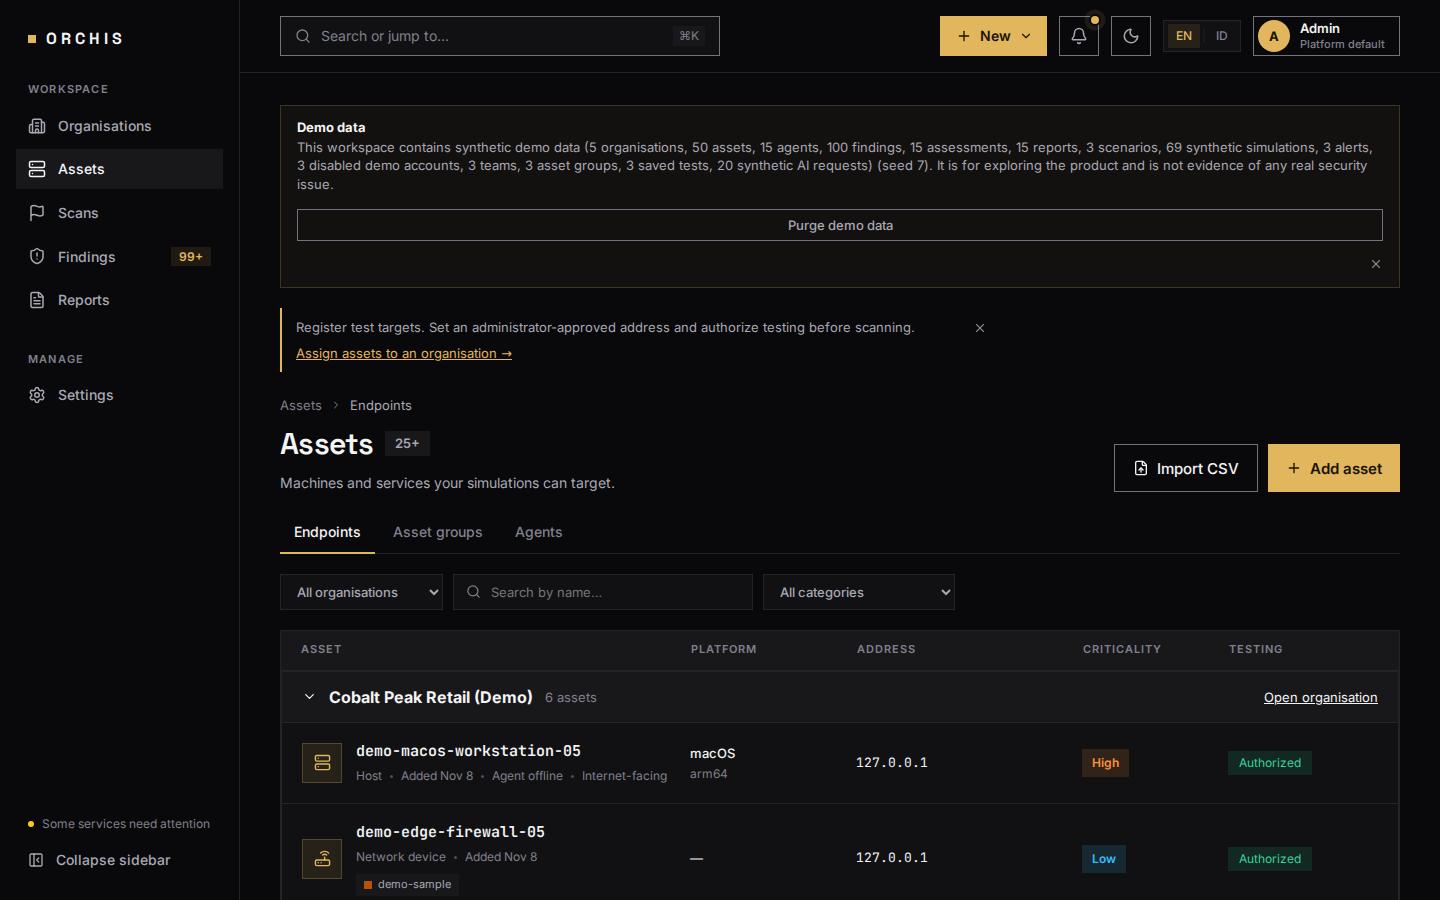 ORCHIS
Search or jump to...
⌘K
New
EN
ID
A
Admin
Platform default
WORKSPACE
Organisations
Assets
Scans
Findings
99+
Reports
MANAGE
Settings
Some services need attention
Collapse sidebar
Demo data
This workspace contains synthetic demo data (5 organisations, 50 assets, 15 agents, 100 findings, 15 assessments, 15 reports, 3 scenarios, 69 synthetic simulations, 3 alerts,
3 disabled demo accounts, 3 teams, 3 asset groups, 3 saved tests, 20 synthetic AI requests) (seed 7). It is for exploring the product and is not evidence of any real security
issue.
Purge demo data
Register test targets. Set an administrator-approved address and authorize testing before scanning.
Assign assets to an organisation →
Assets > Endpoints
Assets
25+
Machines and services your simulations can target.
Import CSV
Add asset
Endpoints
Asset groups
Agents
All organisations
Search by name...
All categories
ASSET
PLATFORM
ADDRESS
CRITICALITY
TESTING
Cobalt Peak Retail (Demo)
6 assets
Open organisation
demo-macos-workstation-05
Host • Added Nov 8 • Agent offline • Internet-facing
macOS
arm64
127.0.0.1
High
Authorized
demo-edge-firewall-05
Network device • Added Nov 8
demo-sample
—
127.0.0.1
Low
Authorized